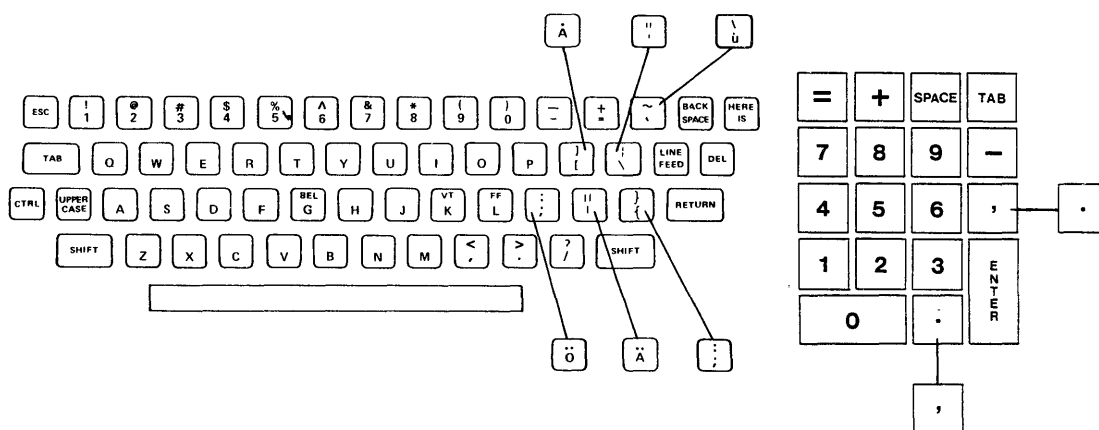 Å " ' \ ù
ESC ! 1 @ 2 # 3 $ 4 % 5 ^ 6 & 7 * 8 ( 9 ) 0 — - + = ~ ` BACK SPACE HERE IS
TAB Q W E R T Y U I O P ] [ ¦ \ LINE FEED DEL
CTRL UPPER CASE A S D F BEL G H J VT K FF L : ; " ' } { RETURN
SHIFT Z X C V B N M < , > . ? / SHIFT
Ö Ä : ;
= + SPACE TAB
7 8 9 -
4 5 6 , .
1 2 3 ENTER
0 .
,